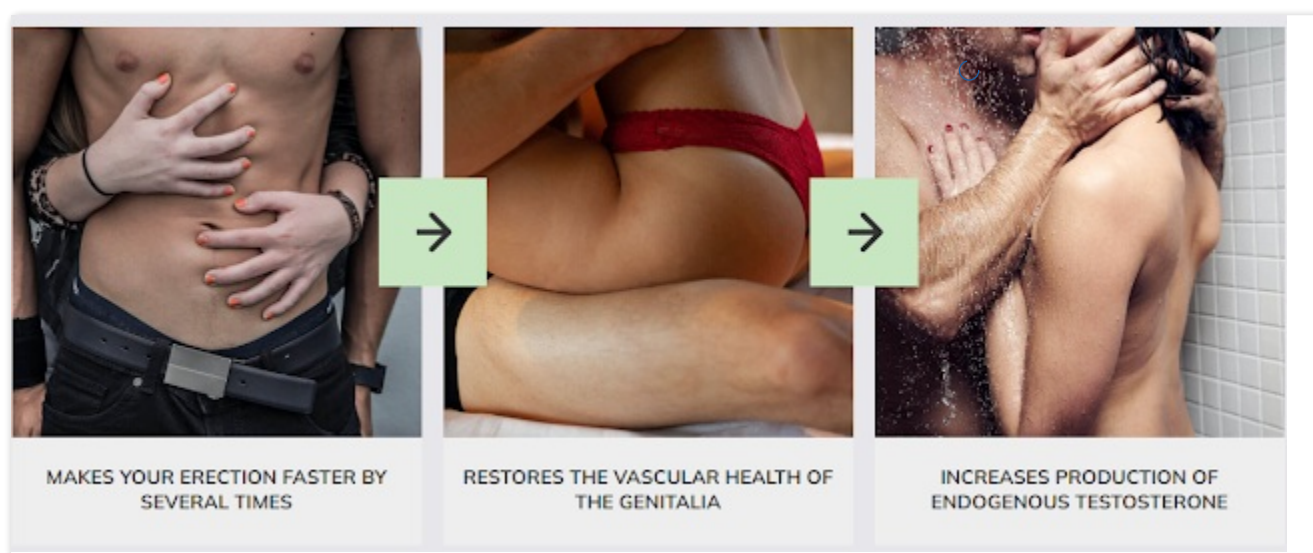 MAKES YOUR ERECTION FASTER BY
SEVERAL TIMES
RESTORES THE VASCULAR HEALTH OF
THE GENITALIA
INCREASES PRODUCTION OF
ENDOGENOUS TESTOSTERONE